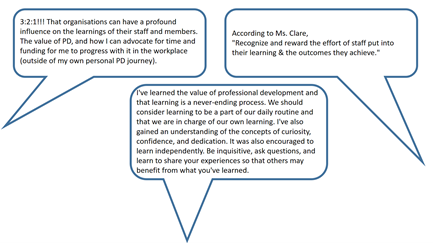 3:2:1!!! That organisations can have a profound
influence on the learnings of their staff and members.
The value of PD, and how I can advocate for time and
funding for me to progress with it in the workplace
(outside of my own personal PD journey).
According to Ms. Clare,
"Recognize and reward the effort of staff put into
their learning & the outcomes they achieve."
I've learned the value of professional development and
that learning is a never-ending process. We should
consider learning to be a part of our daily routine and
that we are in charge of our own learning. I've also
gained an understanding of the concepts of curiosity,
confidence, and dedication. It was also encouraged to
learn independently. Be inquisitive, ask questions, and
learn to share your experiences so that others may
benefit from what you've learned.